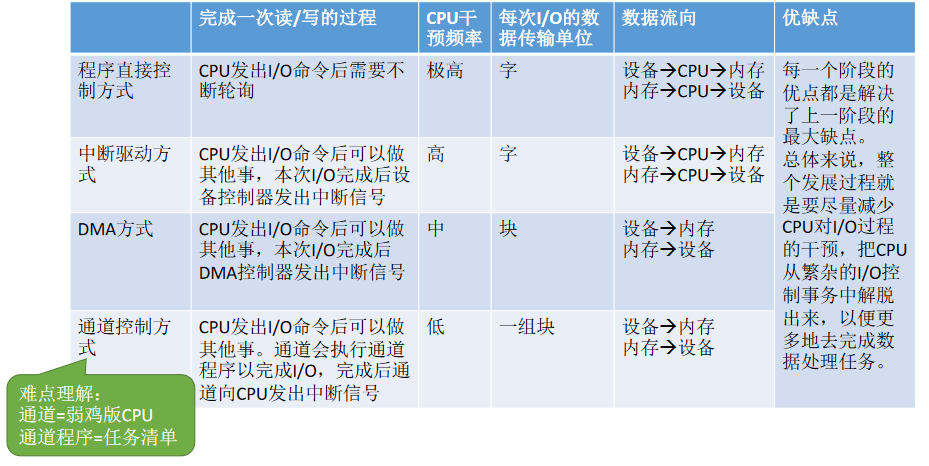 完成一次读/写的过程
CPU干
预频率
每次I/O的数
据传输单位
数据流向
优缺点
程序直接控
制方式
CPU发出I/O命令后需要不
断轮询
极高
字
设备→CPU→内存
内存→CPU→设备
每一个阶段的
优点都是解决
了上一阶段的
最大缺点。
总体来说，整
个发展过程就
是要尽量减少
CPU对I/O过程
的干预，把CPU
从繁杂的I/O控
制事务中解脱
出来，以便更
多地去完成数
据处理任务。
中断驱动方
式
CPU发出I/O命令后可以做
其他事，本次I/O完成后设
备控制器发出中断信号
高
字
设备→CPU→内存
内存→CPU→设备
DMA方式
CPU发出I/O命令后可以做
其他事，本次I/O完成后
DMA控制器发出中断信号
中
块
设备→内存
内存→设备
通道控制方
式
CPU发出I/O命令后可以做
其他事。通道会执行通道
程序以完成I/O，完成后通
道向CPU发出中断信号
低
一组块
设备→内存
内存→设备
难点理解：
通道=弱鸡版CPU
通道程序=任务清单